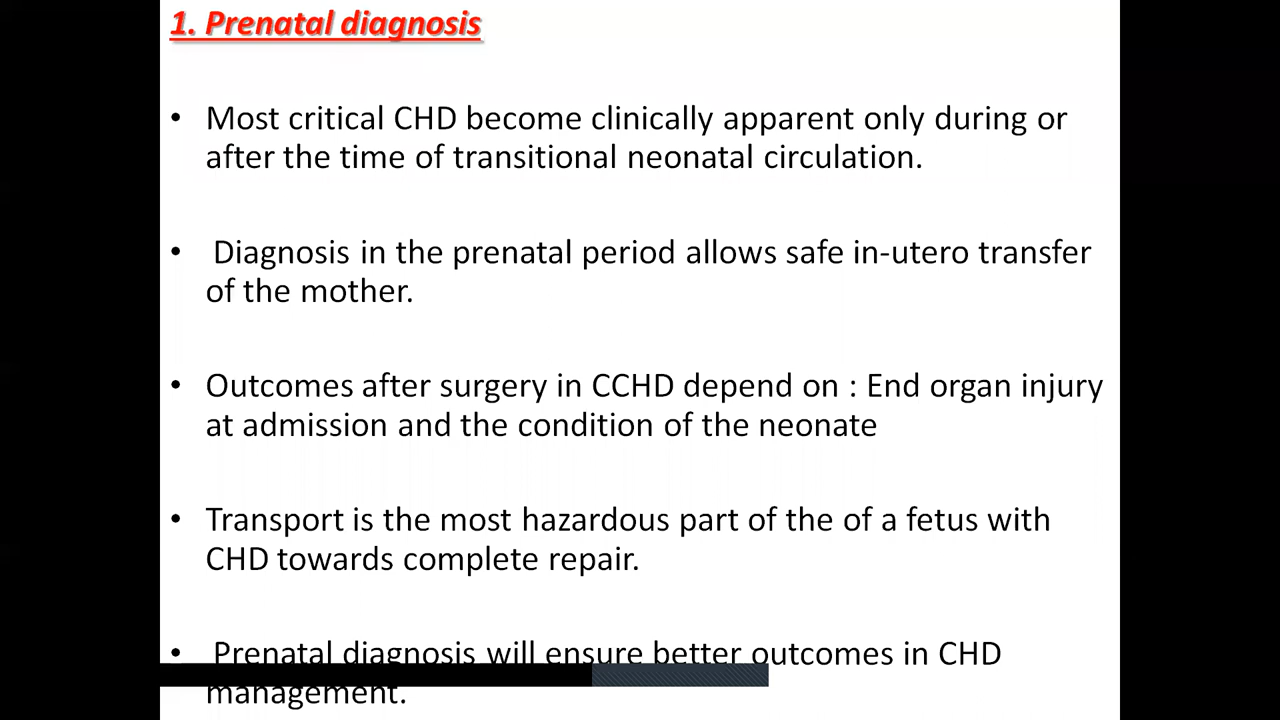 1. Prenatal diagnosis
• Most critical CHD become clinically apparent only during or
after the time of transitional neonatal circulation.
• Diagnosis in the prenatal period allows safe in-utero transfer
of the mother.
• Outcomes after surgery in CCHD depend on : End organ injury
at admission and the condition of the neonate
• Transport is the most hazardous part of the of a fetus with
CHD towards complete repair.
• Prenatal diagnosis will ensure better outcomes in CHD
management.